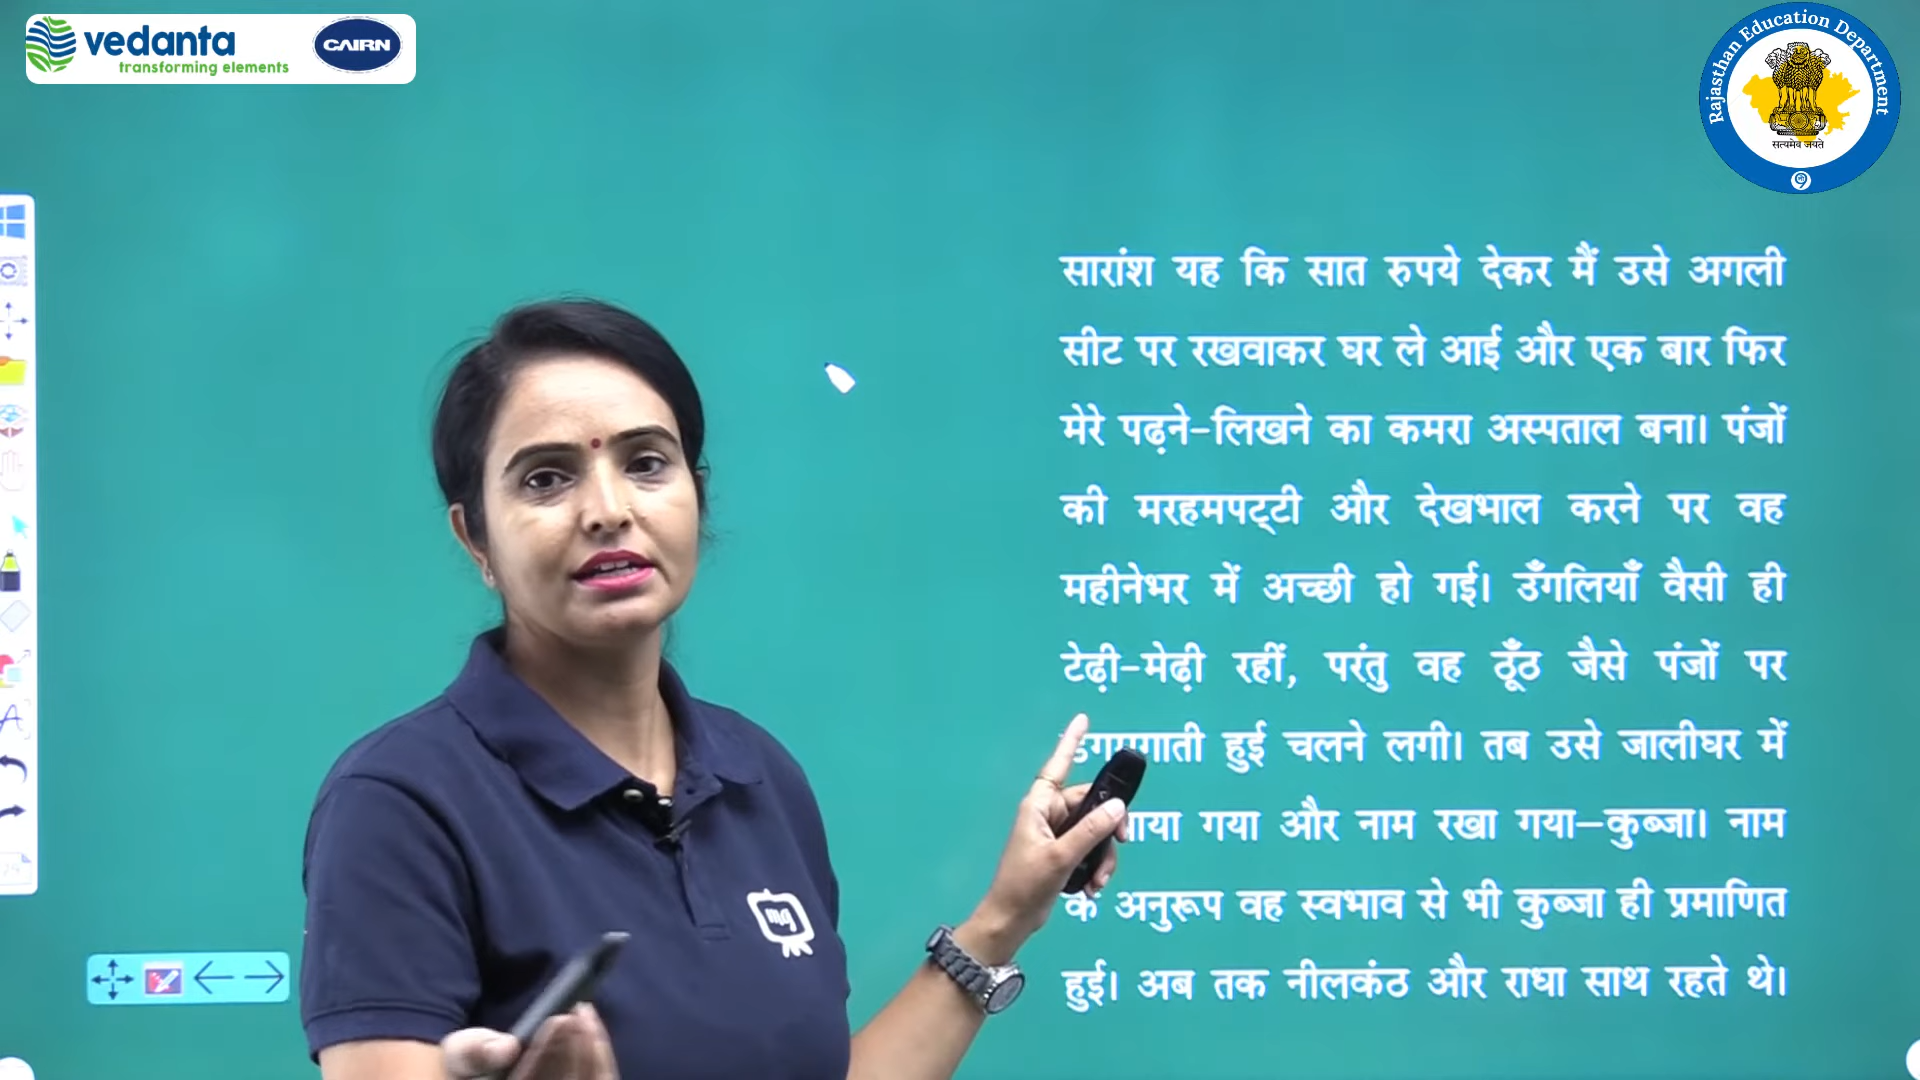 vedanta
transforming elements
CAIRN
Rajasthan Education Department
सत्यमेव जयते
सारांश यह कि सात रुपये देकर मैं उसे अगली
सीट पर रखवाकर घर ले आई और एक बार फिर
मेरे पढ़ने-लिखने का कमरा अस्पताल बना। पंजों
की मरहमपट्टी और देखभाल करने पर वह
महीनेभर में अच्छी हो गई। उँगलियाँ वैसी ही
टेढ़ी-मेढ़ी रहीं, परंतु वह ठूँठ जैसे पंजों पर
हुई चलने लगी। तब उसे जालीघर में
गया और नाम रखा गया—कुब्जा। नाम
के अनुरूप वह स्वभाव से भी कुब्जा ही प्रमाणित
हुई। अब तक नीलकंठ और राधा साथ रहते थे।
mg